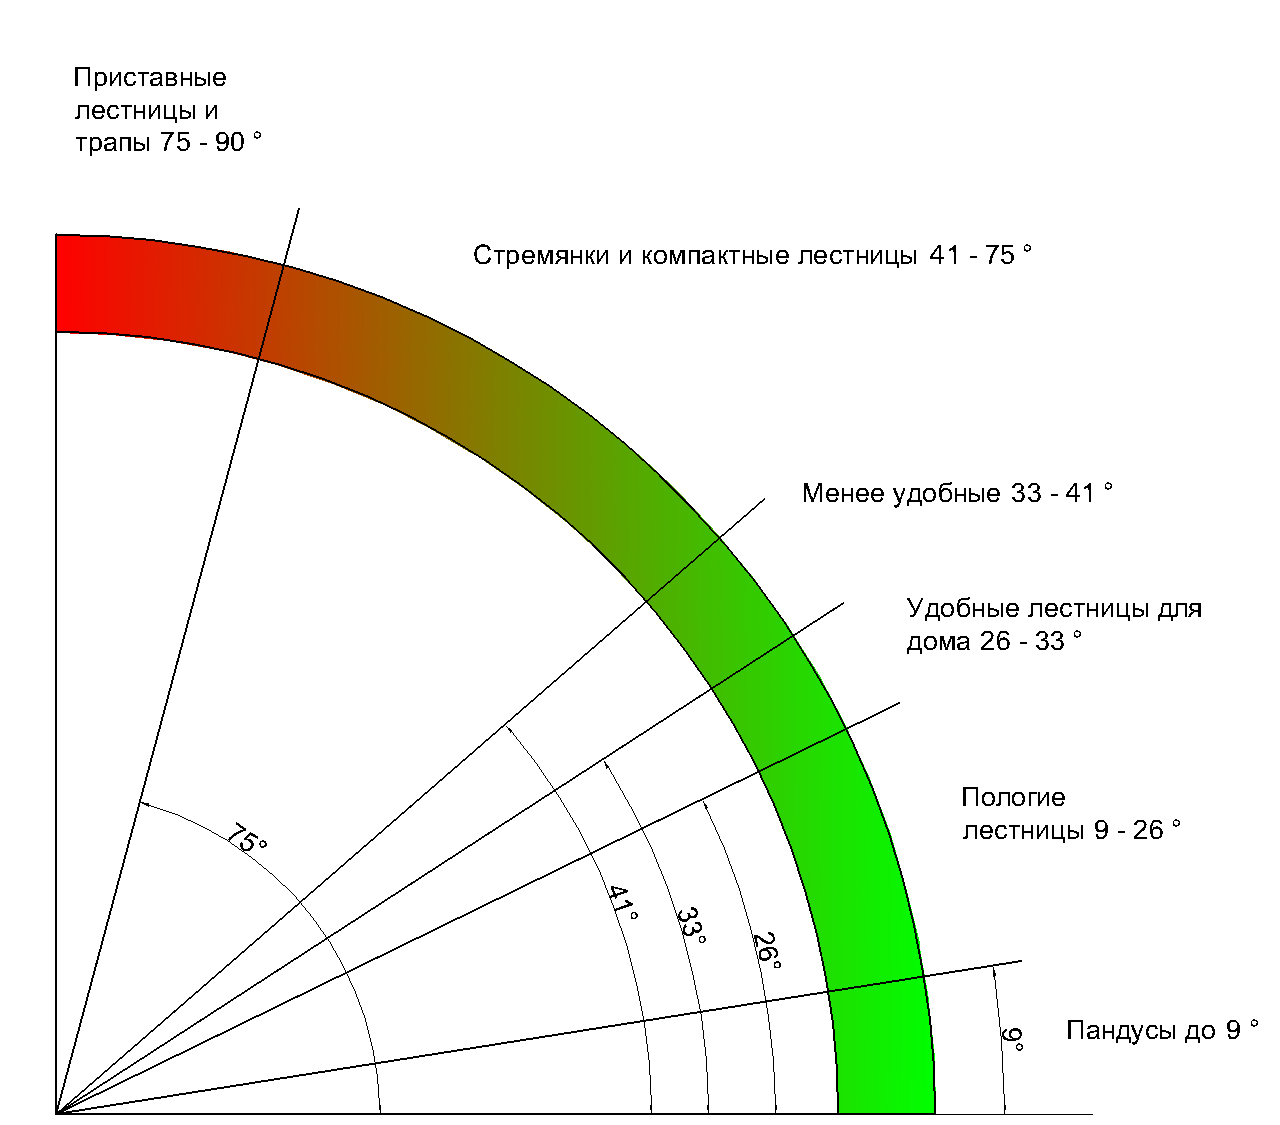 Приставные
лестницы и
трапы 75 - 90 °
Стремянки и компактные лестницы 41 - 75 °
Менее удобные 33 - 41 °
Удобные лестницы для
дома 26 - 33 °
Пологие
лестницы 9 - 26 °
Пандусы до 9 °
75°
41°
33°
26°
9°